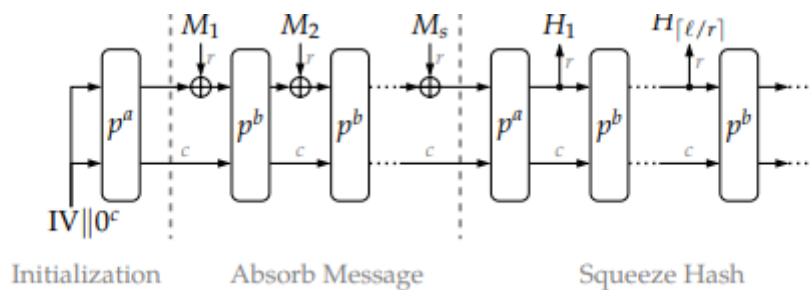 M₁ M₂ Mₛ H₁ H⌈ℓ/r⌉
r r r r r
pᵃ pᵇ pᵇ pᵃ pᵇ pᵇ
c c c c c
IV∥0ᶜ
Initialization Absorb Message Squeeze Hash